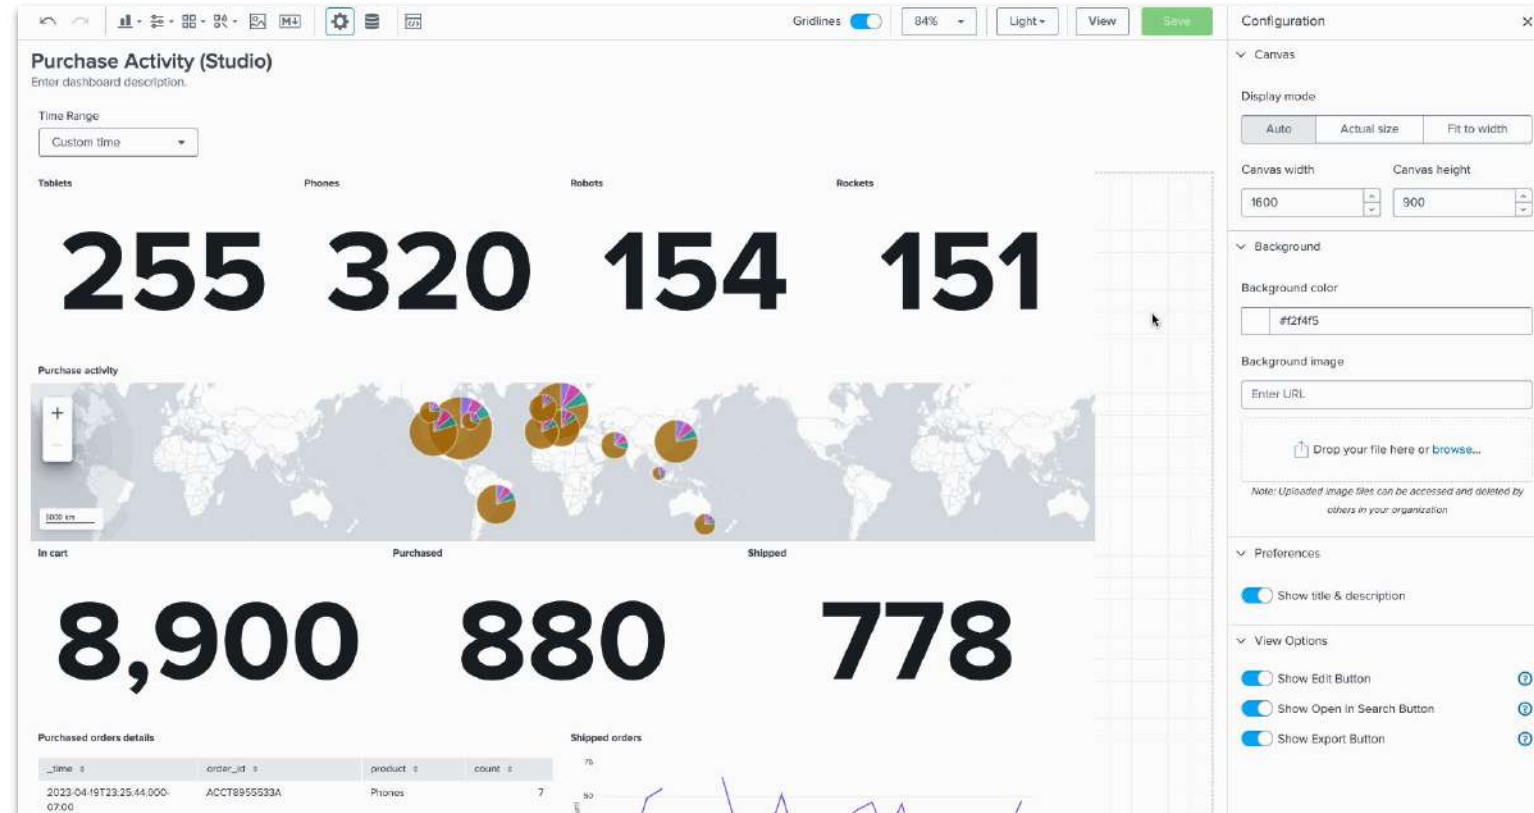 M↓
Gridlines
84%
Light
View
Save
Configuration
Purchase Activity (Studio)
Enter dashboard description.
Time Range
Custom time
Tablets
Phones
Robots
Rockets
255
320
154
151
Purchase activity
+
5000 km
In cart
Purchased
Shipped
8,900
880
778
Purchased orders details
Shipped orders
_time
order_id
product
count
2023-04-19T23:25:44.000-
07:00
ACCT8955533A
Phones
7
75
50
Canvas
Display mode
Auto
Actual size
Fit to width
Canvas width
Canvas height
1600
900
Background
Background color
#f2f4f5
Background image
Enter URL
Drop your file here or browse...
Note: Uploaded image files can be accessed and deleted by
others in your organization
Preferences
Show title & description
View Options
Show Edit Button
Show Open In Search Button
Show Export Button